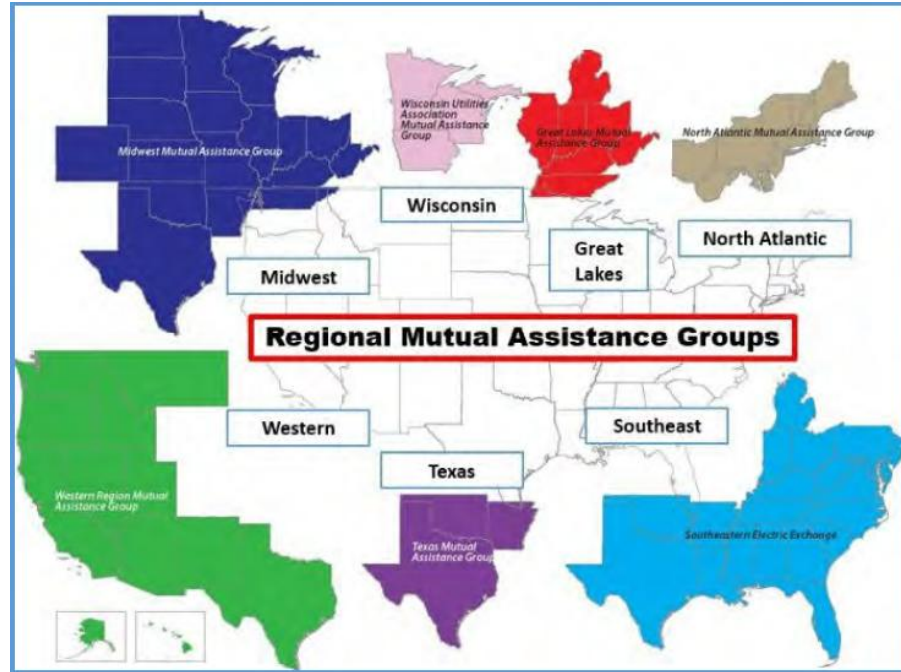 Midwest Mutual Assistance Group
Wisconsin Utilities
Association
Mutual Assistance
Group
Great Lakes Mutual
Assistance Group
North Atlantic Mutual Assistance Group
Wisconsin
Great
Lakes
North Atlantic
Midwest
Regional Mutual Assistance Groups
Western
Southeast
Texas
Western Region Mutual
Assistance Group
Texas Mutual
Assistance Group
Southeastern Electric Exchange